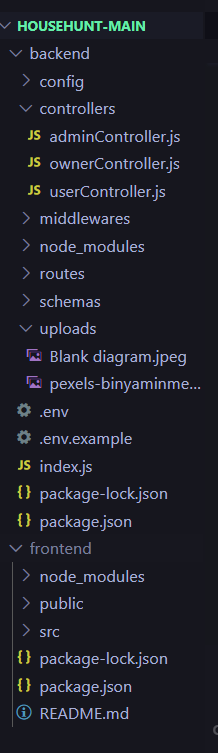 HOUSEHUNT-MAIN
backend
config
controllers
JS adminController.js
JS ownerController.js
JS userController.js
middlewares
node_modules
routes
schemas
uploads
Blank diagram.jpeg
pexels-binyaminme...
.env
.env.example
JS index.js
{} package-lock.json
{} package.json
frontend
node_modules
public
src
{} package-lock.json
{} package.json
README.md